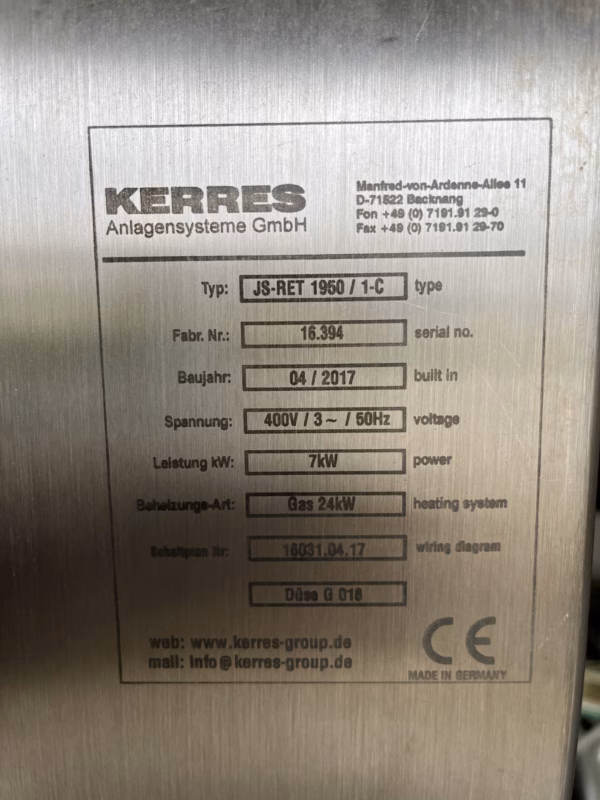 KERRES
Anlagensysteme GmbH
Manfred-von-Ardenne-Allee 11
D-71522 Backnang
Fon +49 (0) 7191.91 29-0
Fax +49 (0) 7191.91 29-70
Typ: JS-RET 1950 / 1-C type
Fabr. Nr.: 16.394 serial no.
Baujahr: 04 / 2017 built in
Spannung: 400V / 3 ~ / 50Hz voltage
Leistung kW: 7kW power
Beheizungs-Art: Gas 24kW heating system
Schaltplan Nr: 16031.04.17 wiring diagram
Düse G 018
web: www.kerres-group.de
mail: info@kerres-group.de
CE
MADE IN GERMANY